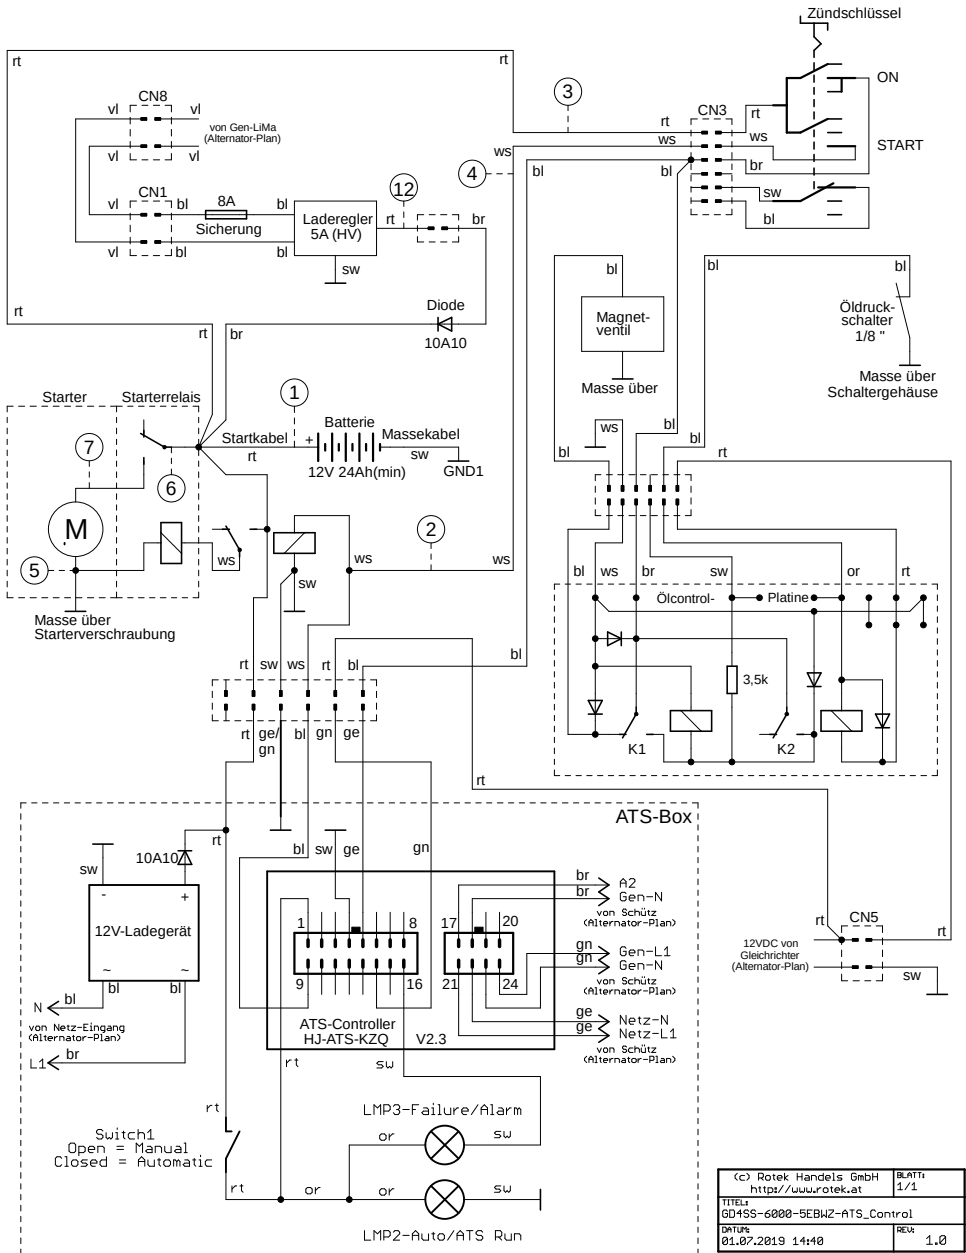 Zündschlüssel
rt
rt
3
ON
CN8
CN3
vl
vl
von Gen-LiMa
(Alternator-Plan)
rt
rt
START
ws
ws
ws
vl
vl
4
bl
bl
br
12
CN1
8A
sw
vl
bl
bl
Laderegler
5A (HV)
rt
br
bl
Sicherung
vl
bl
bl
sw
bl
bl
bl
Magnet-
ventil
Öldruck-
schalter
1/8 "
rt
Diode
10A10
rt
br
Masse über
Masse über
Schaltergehäuse
1
Starter
Starterrelais
Batterie
Startkabel
+
Massekabel
rt
12V 24Ah(min)
sw
GND1
7
6
ws
bl
bl
bl
rt
M
2
5
ws
ws
ws
sw
Masse über
Starterverschraubung
bl
ws
br
sw
or
rt
Ölcontrol-
Platine
rt
sw
ws
rt
bl
bl
3,5k
K1
K2
rt
ge/
gn
bl
gn
ge
rt
ATS-Box
rt
10A10
sw
bl
sw
ge
gn
-
+
12V-Ladegerät
~
~
1
8
9
16
17
20
21
24
br
A2
br
Gen-N
von Schütz
(Alternator-Plan)
gn
Gen-L1
gn
Gen-N
von Schütz
(Alternator-Plan)
ge
Netz-N
ge
Netz-L1
von Schütz
(Alternator-Plan)
rt
CN5
12VDC von
Gleichrichter
(Alternator-Plan)
rt
sw
bl
bl
N
bl
von Netz-Eingang
(Alternator-Plan)
L1
br
ATS-Controller
HJ-ATS-KZQ
V2.3
rt
sw
rt
LMP3-Failure/Alarm
Switch1
Open = Manual
Closed = Automatic
or
sw
rt
or
or
sw
LMP2-Auto/ATS Run
(c) Rotek Handels GmbH
http://www.rotek.at
BLATT:
1/1
TITEL:
GD4SS-6000-5EBWZ-ATS_Control
DATUM:
01.07.2019 14:40
REV:
1.0